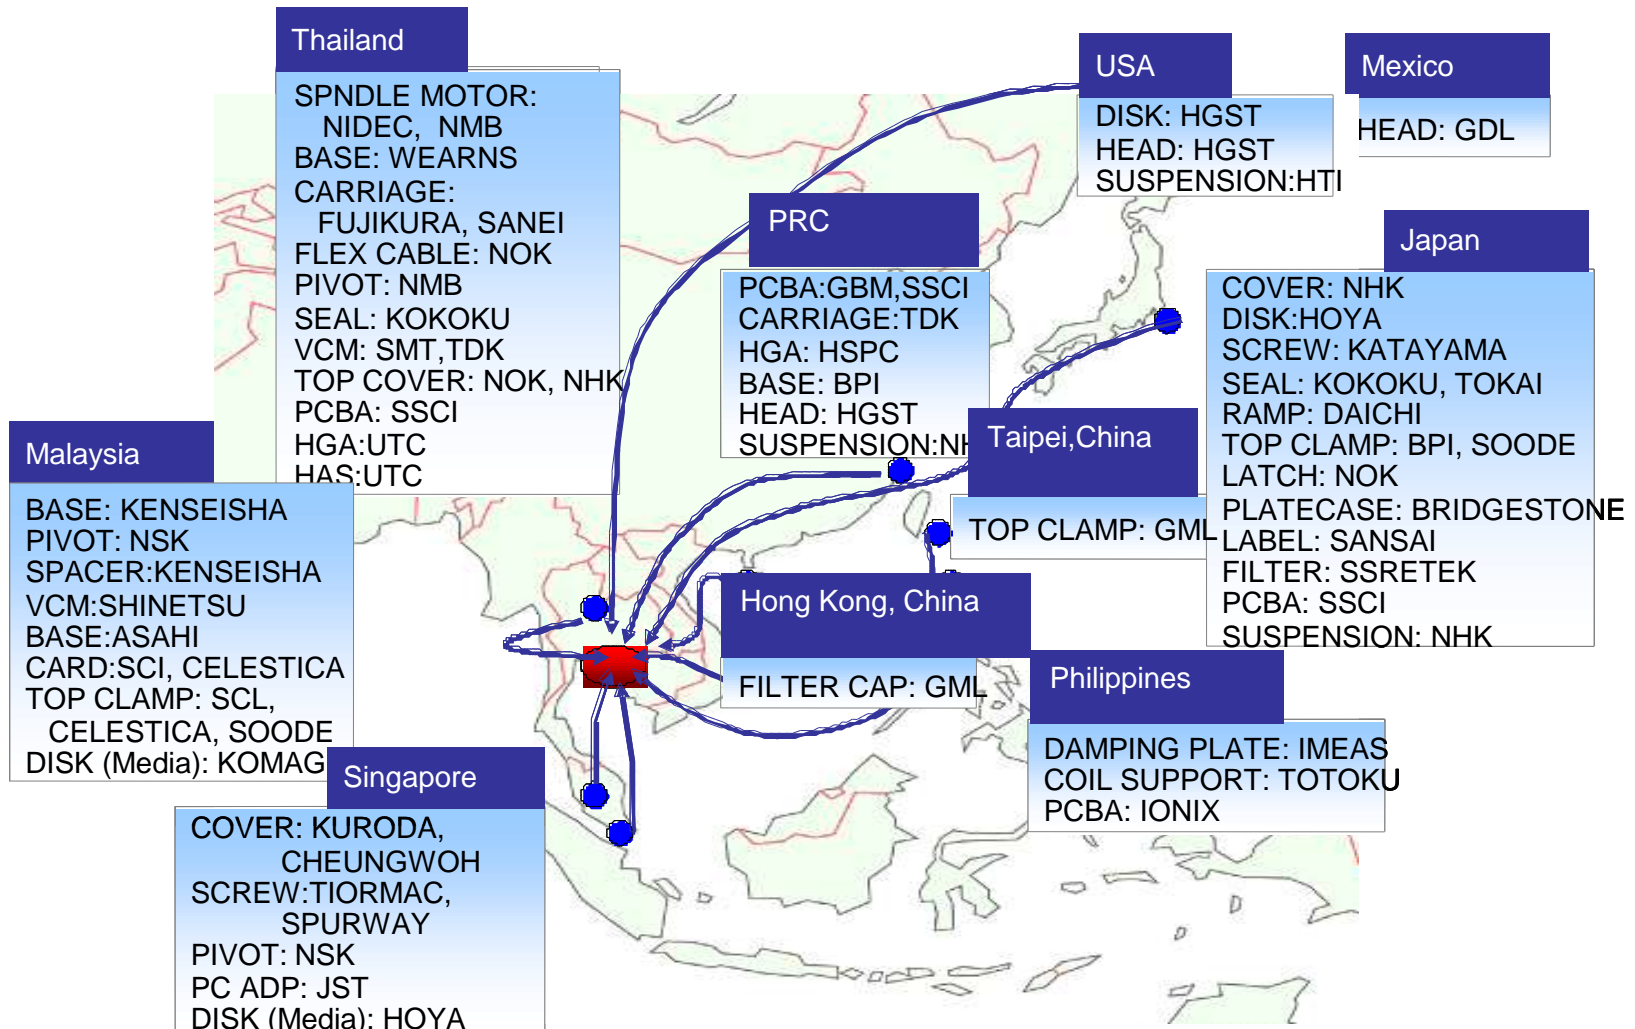 Thailand
SPNDLE MOTOR:
NIDEC, NMB
BASE: WEARNS
CARRIAGE:
FUJIKURA, SANEI
FLEX CABLE: NOK
PIVOT: NMB
SEAL: KOKOKU
VCM: SMT,TDK
TOP COVER: NOK, NHK
PCBA: SSCI
HGA:UTC
HAS:UTC
USA
DISK: HGST
HEAD: HGST
SUSPENSION:HTI
Mexico
HEAD: GDL
PRC
PCBA:GBM,SSCI
CARRIAGE:TDK
HGA: HSPC
BASE: BPI
HEAD: HGST
SUSPENSION:NH
Japan
COVER: NHK
DISK:HOYA
SCREW: KATAYAMA
SEAL: KOKOKU, TOKAI
RAMP: DAICHI
TOP CLAMP: BPI, SOODE
LATCH: NOK
PLATECASE: BRIDGESTONE
LABEL: SANSAI
FILTER: SSRETEK
PCBA: SSCI
SUSPENSION: NHK
Taipei,China
TOP CLAMP: GML
Malaysia
BASE: KENSEISHA
PIVOT: NSK
SPACER:KENSEISHA
VCM:SHINETSU
BASE:ASAHI
CARD:SCI, CELESTICA
TOP CLAMP: SCL,
CELESTICA, SOODE
DISK (Media): KOMAG
Hong Kong, China
FILTER CAP: GML
Philippines
DAMPING PLATE: IMEAS
COIL SUPPORT: TOTOKU
PCBA: IONIX
Singapore
COVER: KURODA,
CHEUNGWOH
SCREW:TIORMAC,
SPURWAY
PIVOT: NSK
PC ADP: JST
DISK (Media): HOYA